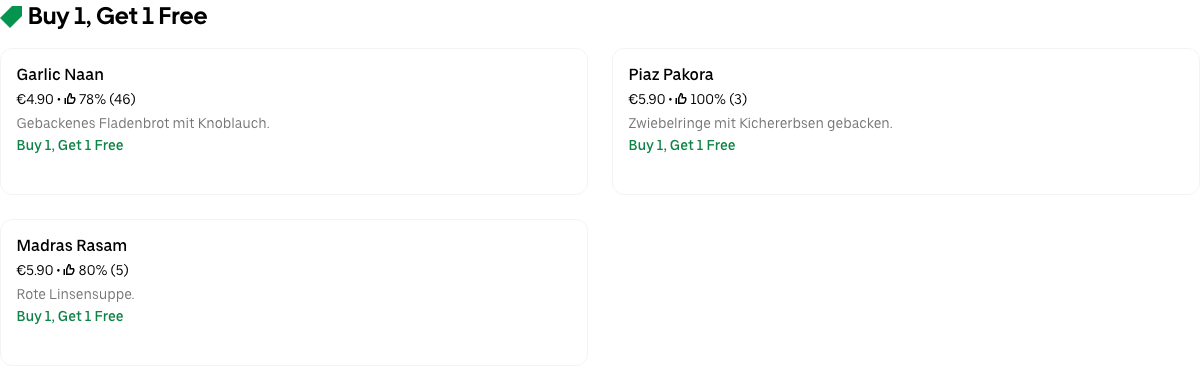 Buy 1, Get 1 Free
Garlic Naan
€4.90 • 78% (46)
Gebackenes Fladenbrot mit Knoblauch.
Buy 1, Get 1 Free
Piaz Pakora
€5.90 • 100% (3)
Zwiebelringe mit Kichererbsen gebacken.
Buy 1, Get 1 Free
Madras Rasam
€5.90 • 80% (5)
Rote Linsensuppe.
Buy 1, Get 1 Free